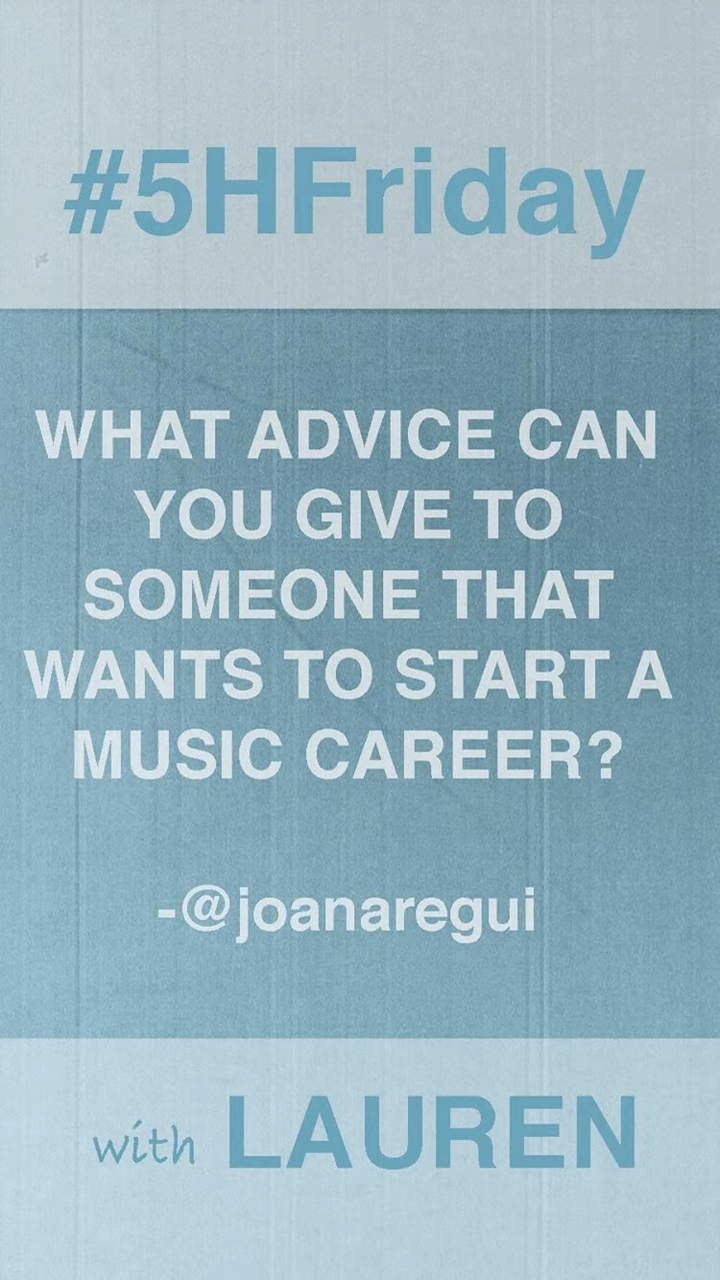 #5HFriday
WHAT ADVICE CAN
YOU GIVE TO
SOMEONE THAT
WANTS TO START A
MUSIC CAREER?
-@joanaregui
with LAUREN